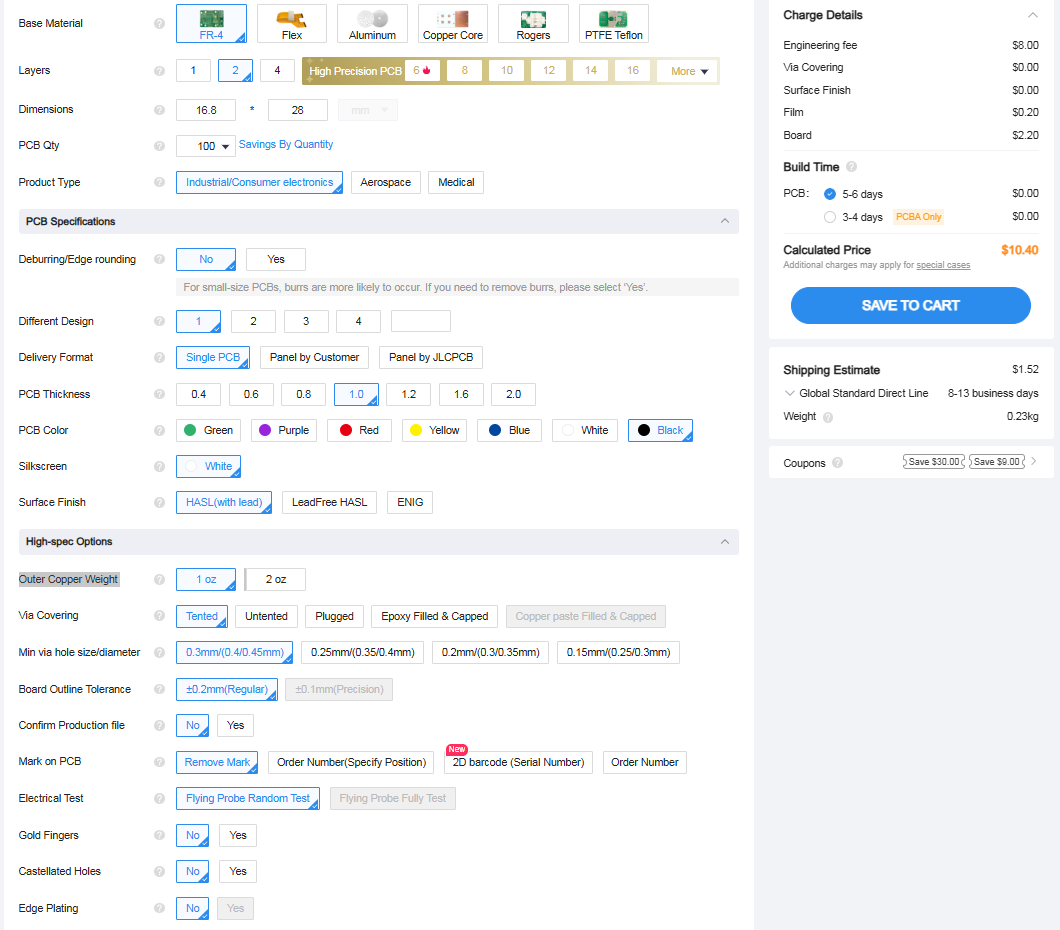 Base Material ? FR-4 Flex Aluminum Copper Core Rogers PTFE Teflon
Layers ? 1 2 4 High Precision PCB 6 8 10 12 14 16 More
Dimensions ? 16.8 * 28 mm
PCB Qty ? 100 Savings By Quantity
Product Type ? Industrial/Consumer electronics Aerospace Medical
PCB Specifications
Deburring/Edge rounding ? No Yes
For small-size PCBs, burrs are more likely to occur. If you need to remove burrs, please select 'Yes'.
Different Design ? 1 2 3 4
Delivery Format ? Single PCB Panel by Customer Panel by JLCPCB
PCB Thickness ? 0.4 0.6 0.8 1.0 1.2 1.6 2.0
PCB Color ? Green Purple Red Yellow Blue White Black
Silkscreen ? White
Surface Finish ? HASL(with lead) LeadFree HASL ENIG
High-spec Options
Outer Copper Weight ? 1 oz 2 oz
Via Covering ? Tented Untented Plugged Epoxy Filled & Capped Copper paste Filled & Capped
Min via hole size/diameter ? 0.3mm/(0.4/0.45mm) 0.25mm/(0.35/0.4mm) 0.2mm/(0.3/0.35mm) 0.15mm/(0.25/0.3mm)
Board Outline Tolerance ? ±0.2mm(Regular) ±0.1mm(Precision)
Confirm Production file ? No Yes
New
Mark on PCB ? Remove Mark Order Number(Specify Position) 2D barcode (Serial Number) Order Number
Electrical Test ? Flying Probe Random Test Flying Probe Fully Test
Gold Fingers ? No Yes
Castellated Holes ? No Yes
Edge Plating ? No Yes
Charge Details
Engineering fee $8.00
Via Covering $0.00
Surface Finish $0.00
Film $0.20
Board $2.20
Build Time ?
PCB: 5-6 days $0.00
3-4 days PCBA Only $0.00
Calculated Price $10.40
Additional charges may apply for special cases
SAVE TO CART
Shipping Estimate $1.52
Global Standard Direct Line 8-13 business days
Weight ? 0.23kg
Coupons ? Save $30.00 Save $9.00